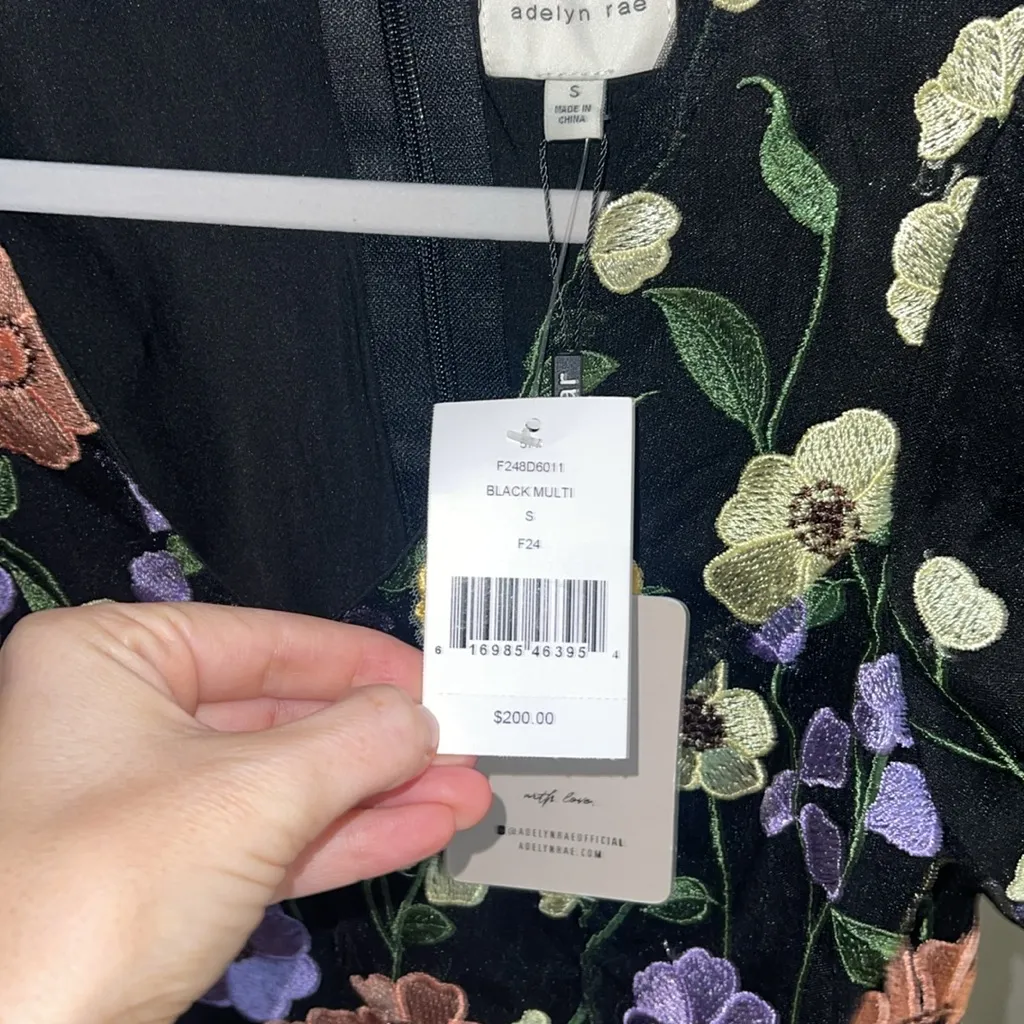 adelyn rae
S
MADE IN
CHINA
F248D6011
BLACK MULTI
S
F24
6 16985 46395 4
$200.00
with love,
@ADELYNRAEOFFICIAL
ADELYNRAE.COM